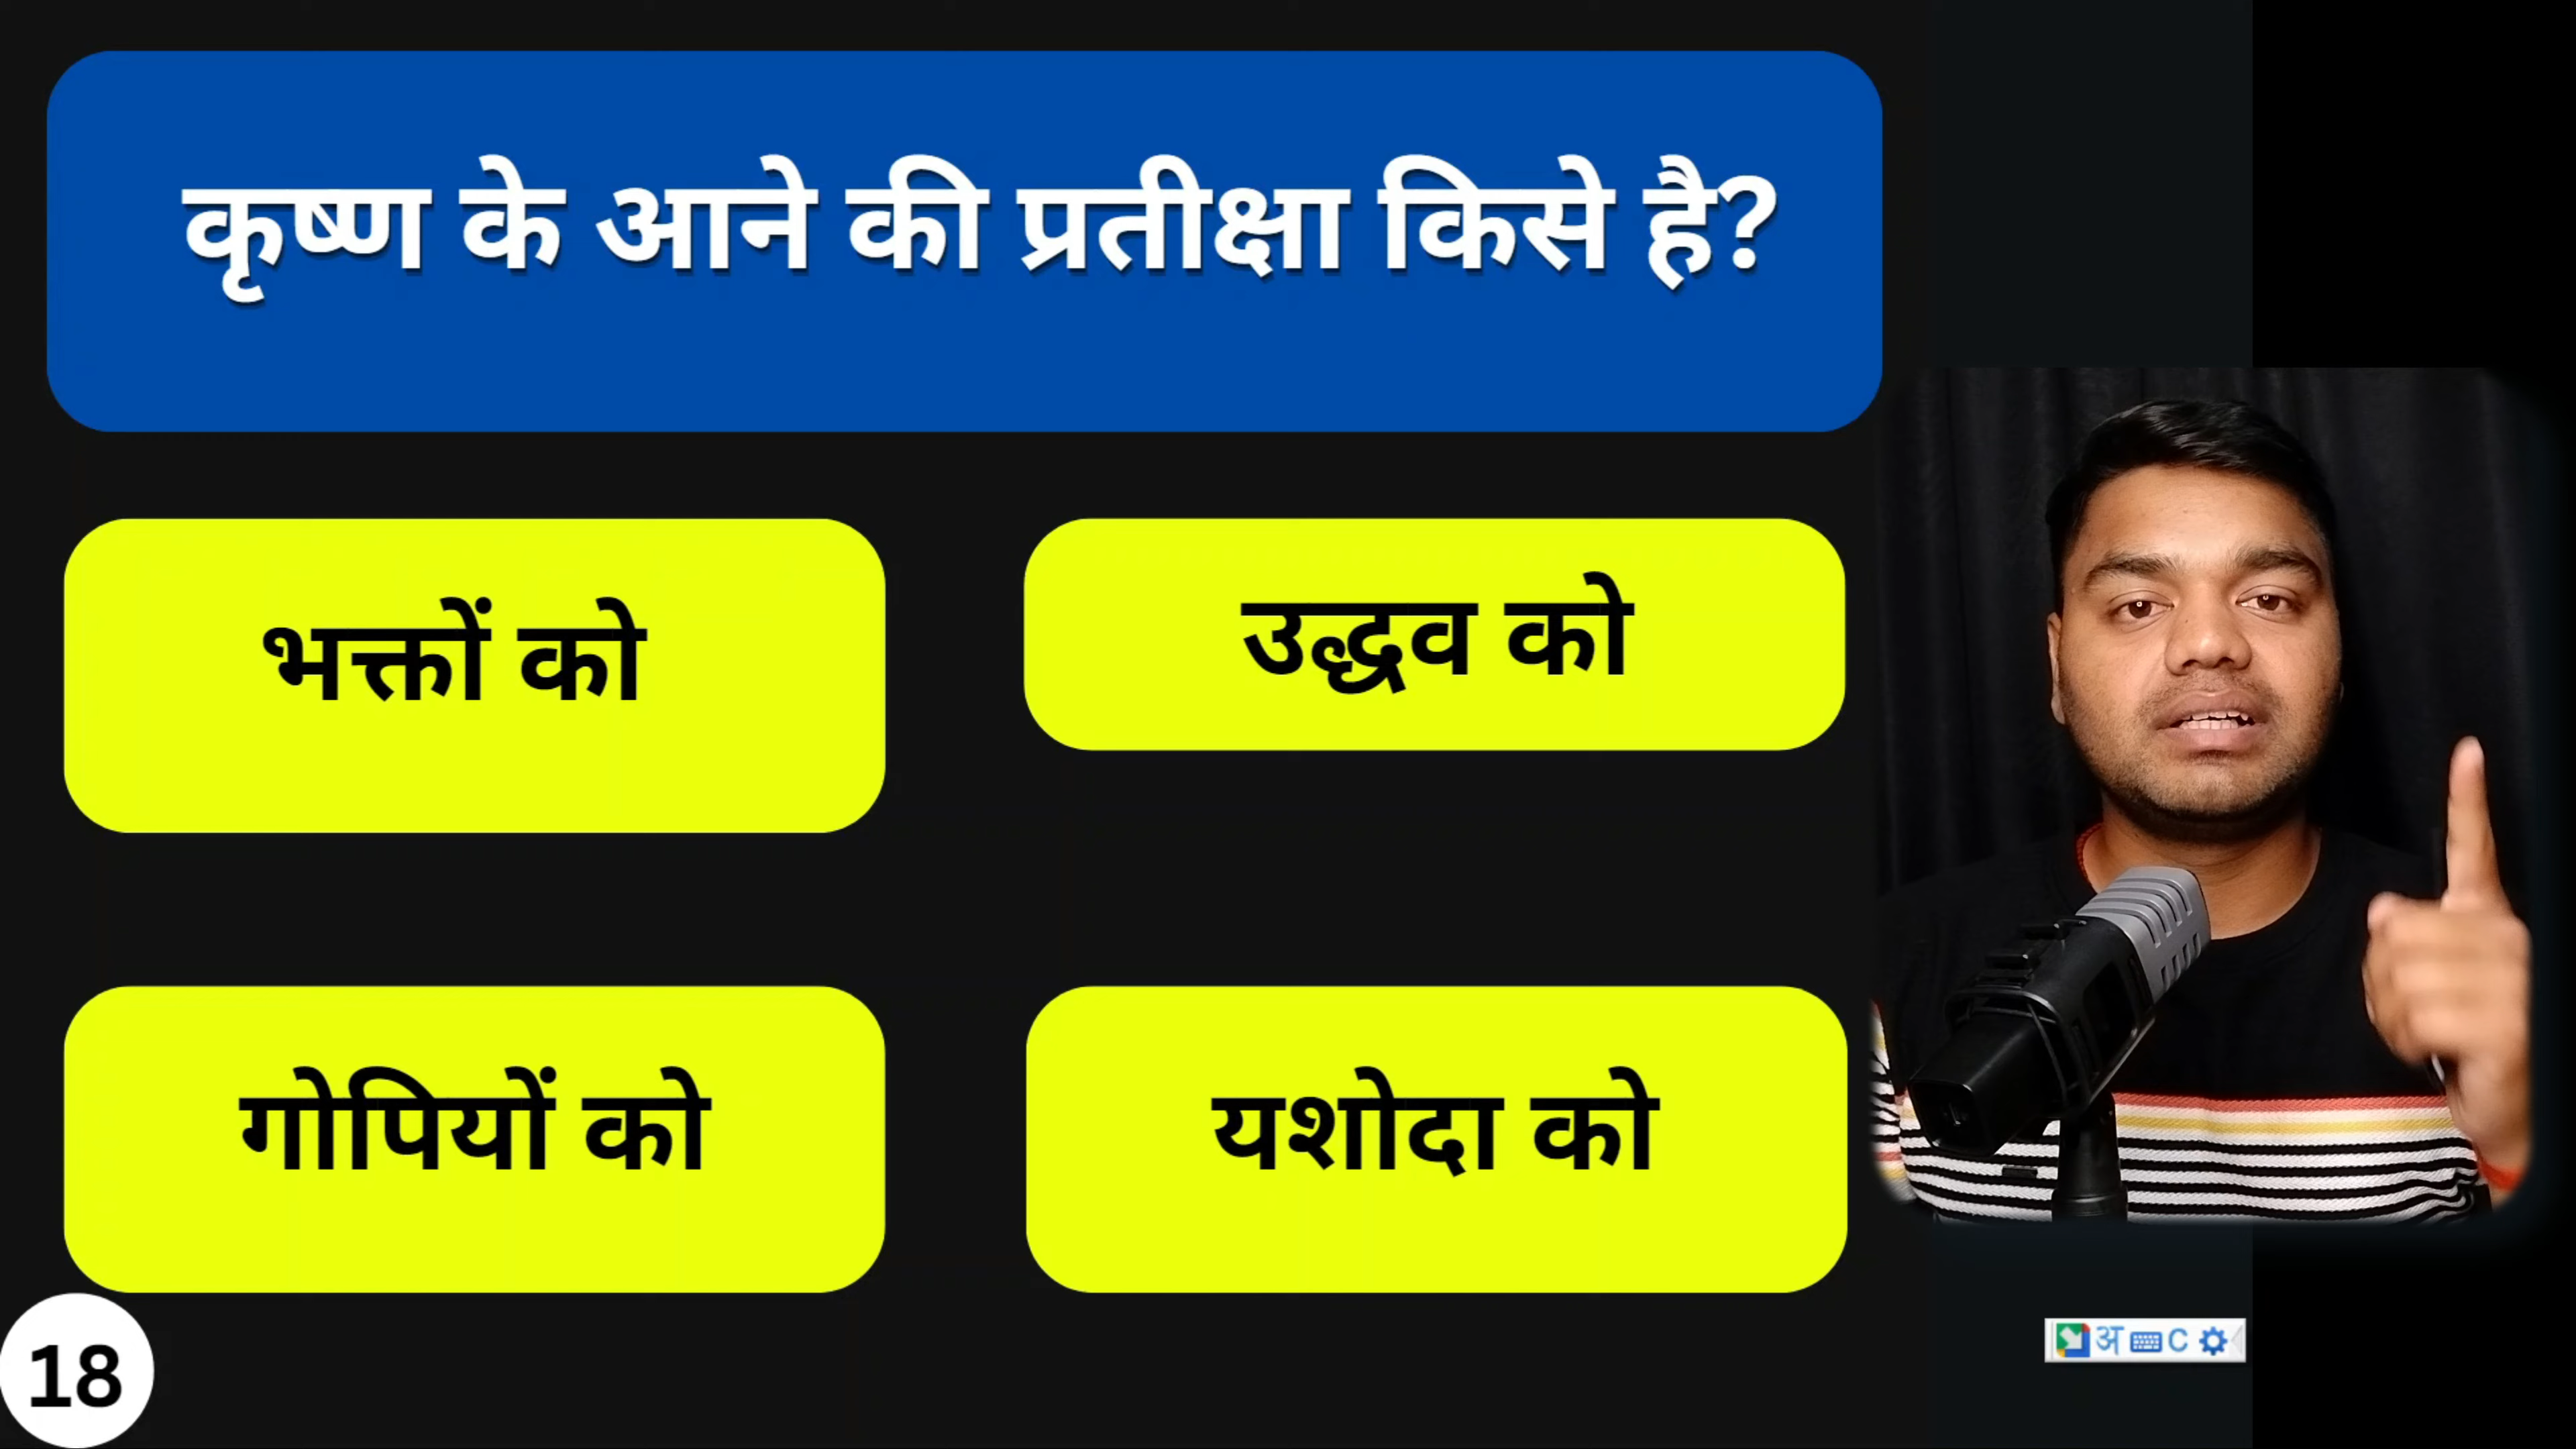 कृष्ण के आने की प्रतीक्षा किसे है?
भक्तों को
उद्धव को
गोपियों को
यशोदा को
18
अ C